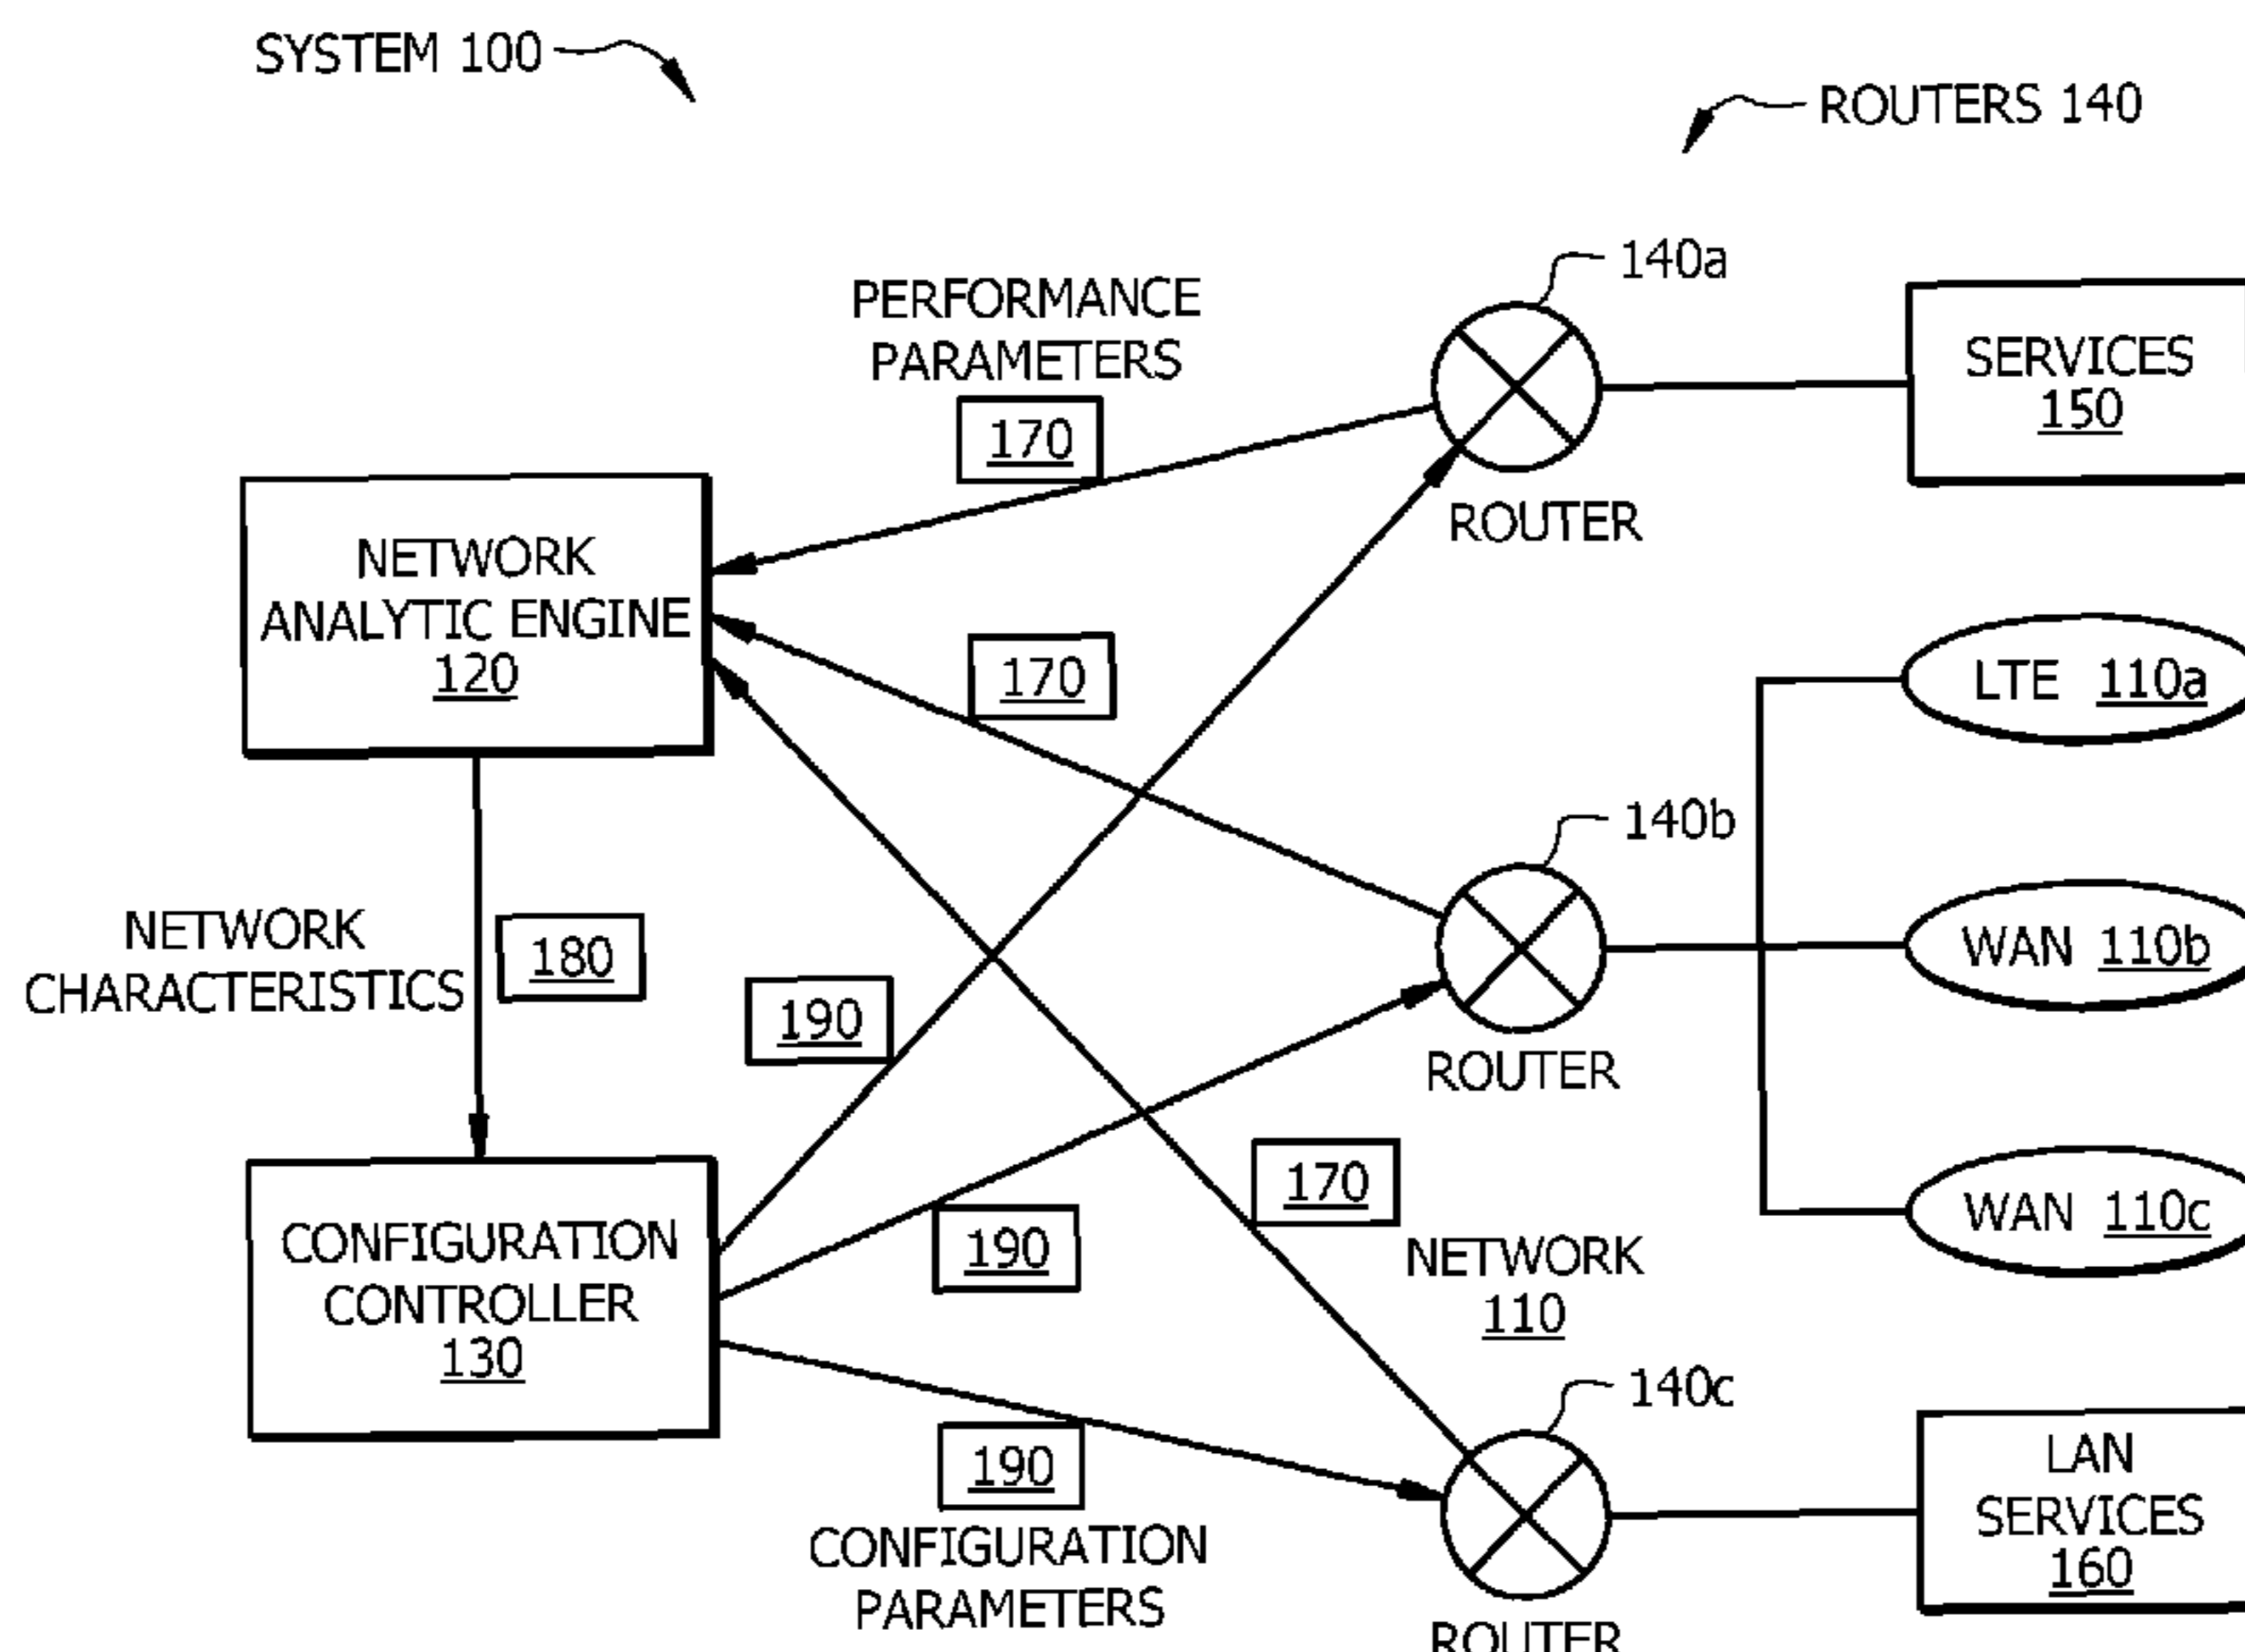 SYSTEM 100
ROUTERS 140
140a
PERFORMANCE
PARAMETERS
170
SERVICES
150
ROUTER
NETWORK
ANALYTIC ENGINE
120
170
LTE 110a
140b
NETWORK
CHARACTERISTICS
180
WAN 110b
190
ROUTER
170
WAN 110c
CONFIGURATION
CONTROLLER
130
190
NETWORK
110
140c
190
CONFIGURATION
PARAMETERS
LAN
SERVICES
160
ROUTER